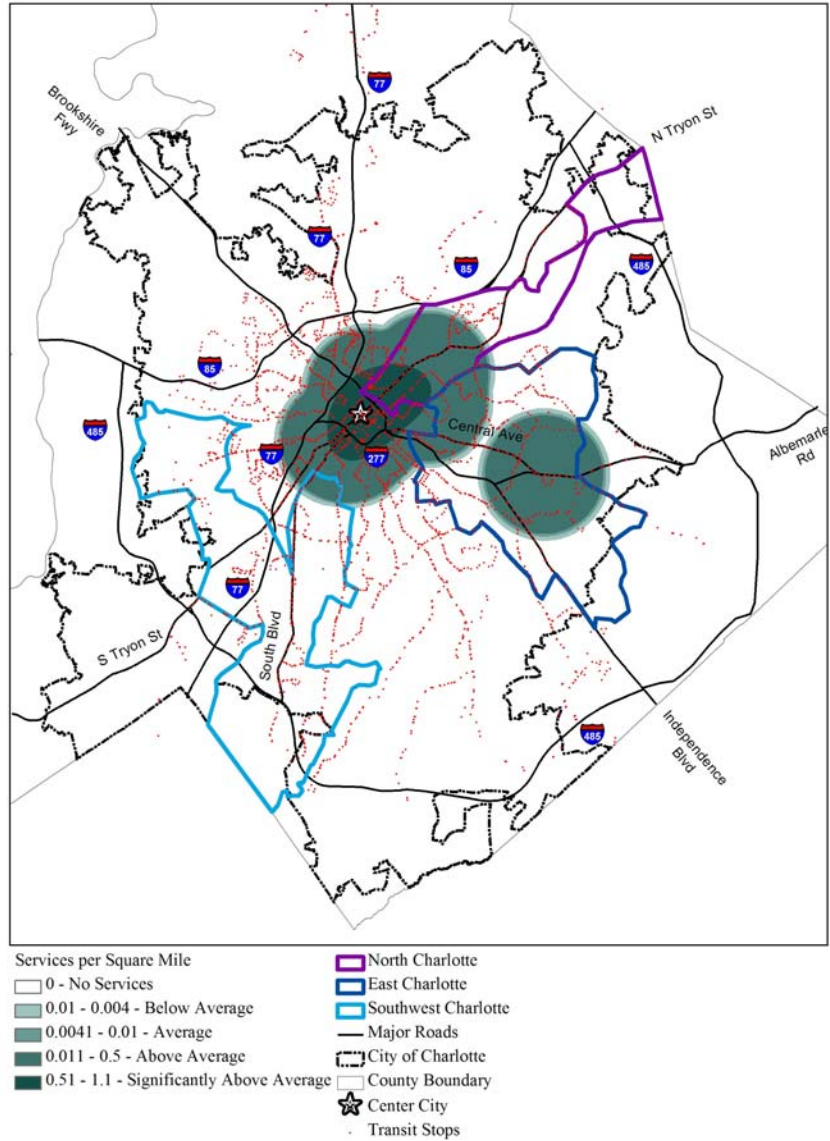 77
Brookshire
Fwy
N Tryon St
77
85
485
85
485
Central Ave
77
277
Albemarle
Rd
77
S Tryon St
South Blvd
485
Independence
Blvd
Services per Square Mile
0 - No Services
0.01 - 0.004 - Below Average
0.0041 - 0.01 - Average
0.011 - 0.5 - Above Average
0.51 - 1.1 - Significantly Above Average
North Charlotte
East Charlotte
Southwest Charlotte
Major Roads
City of Charlotte
County Boundary
Center City
Transit Stops